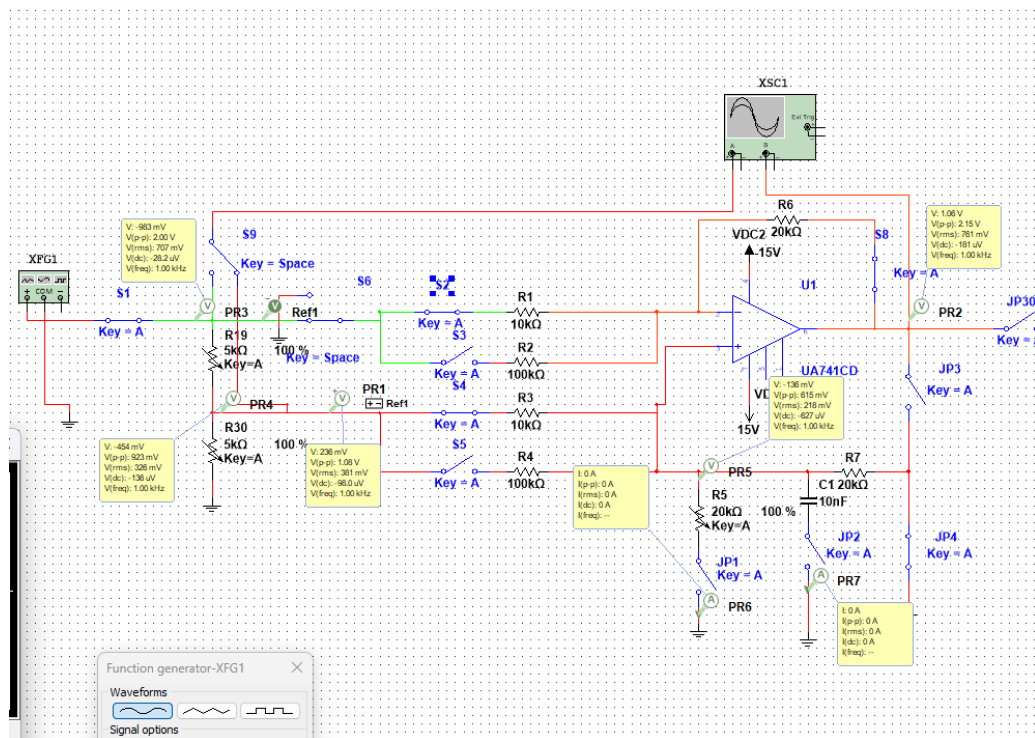 XSC1
Ext Trig
A
B
R6
20kΩ
VDC2
-15V
S8
Key = A
V: 1.06 V
V(p-p): 2.15 V
V(rms): 761 mV
V(dc): -161 uV
V(freq): 1.00 kHz
PR2
JP30
V: -983 mV
V(p-p): 2.00 V
V(rms): 707 mV
V(dc): -28.2 uV
V(freq): 1.00 kHz
S9
Key = Space
XFG1
COM
S1
Key = A
PR3
V
Ref1
S6
Key = Space
S2
Key = A
R1
10kΩ
S3
Key = A
R2
100kΩ
U1
UA741CD
R19
5kΩ
Key=A
100 %
S4
Key = A
R3
10kΩ
PR4
PR1
Ref1
R30
5kΩ
Key=A
100 %
S5
Key = A
R4
100kΩ
15V
V: -136 mV
V(p-p): 615 mV
V(rms): 218 mV
V(dc): -627 uV
V(freq): 1.00 kHz
JP3
Key = A
V: -454 mV
V(p-p): 923 mV
V(rms): 326 mV
V(dc): -136 uV
V(freq): 1.00 kHz
V: 236 mV
V(p-p): 1.08 V
V(rms): 381 mV
V(dc): -98.0 uV
V(freq): 1.00 kHz
I: 0 A
I(p-p): 0 A
I(rms): 0 A
I(dc): 0 A
I(freq): --
PR5
R5
20kΩ
Key=A
100 %
R7
20kΩ
C1
10nF
JP1
Key = A
PR6
JP2
Key = A
PR7
JP4
Key = A
I: 0 A
I(p-p): 0 A
I(rms): 0 A
I(dc): 0 A
I(freq): --
Function generator-XFG1
Waveforms
Signal options